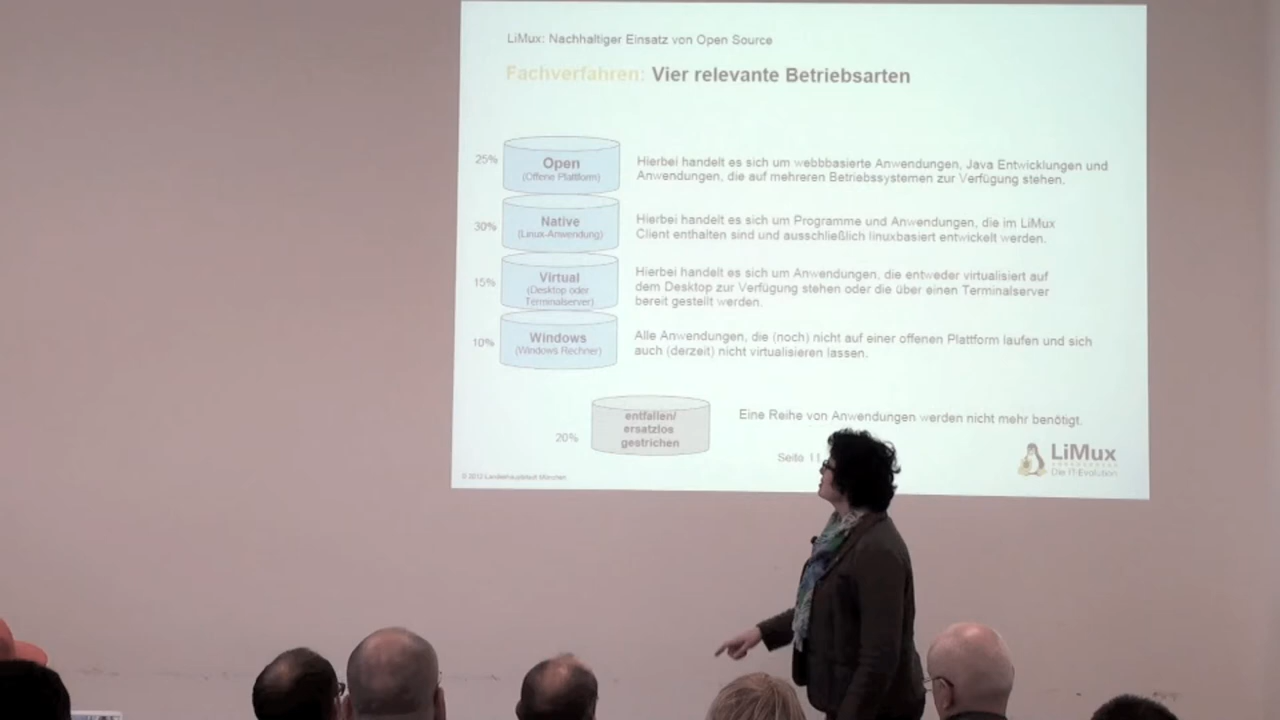 LiMux: Nachhaltiger Einsatz von Open Source
Fachverfahren: Vier relevante Betriebsarten
25%
Open
(Offene Plattform)
Hierbei handelt es sich um webbbasierte Anwendungen, Java Entwicklungen und
Anwendungen, die auf mehreren Betriebssystemen zur Verfügung stehen.
30%
Native
(Linux-Anwendung)
Hierbei handelt es sich um Programme und Anwendungen, die im LiMux
Client enthalten sind und ausschließlich linuxbasiert entwickelt werden.
15%
Virtual
(Desktop oder
Terminalserver)
Hierbei handelt es sich um Anwendungen, die entweder virtualisiert auf
dem Desktop zur Verfügung stehen oder die über einen Terminalserver
bereit gestellt werden.
10%
Windows
(Windows Rechner)
Alle Anwendungen, die (noch) nicht auf einer offenen Plattform laufen und sich
auch (derzeit) nicht virtualisieren lassen.
20%
entfallen/
ersatzlos
gestrichen
Eine Reihe von Anwendungen werden nicht mehr benötigt.
Seite 11
LiMux
Die IT-Evolution
© 2012 Landeshauptstadt München